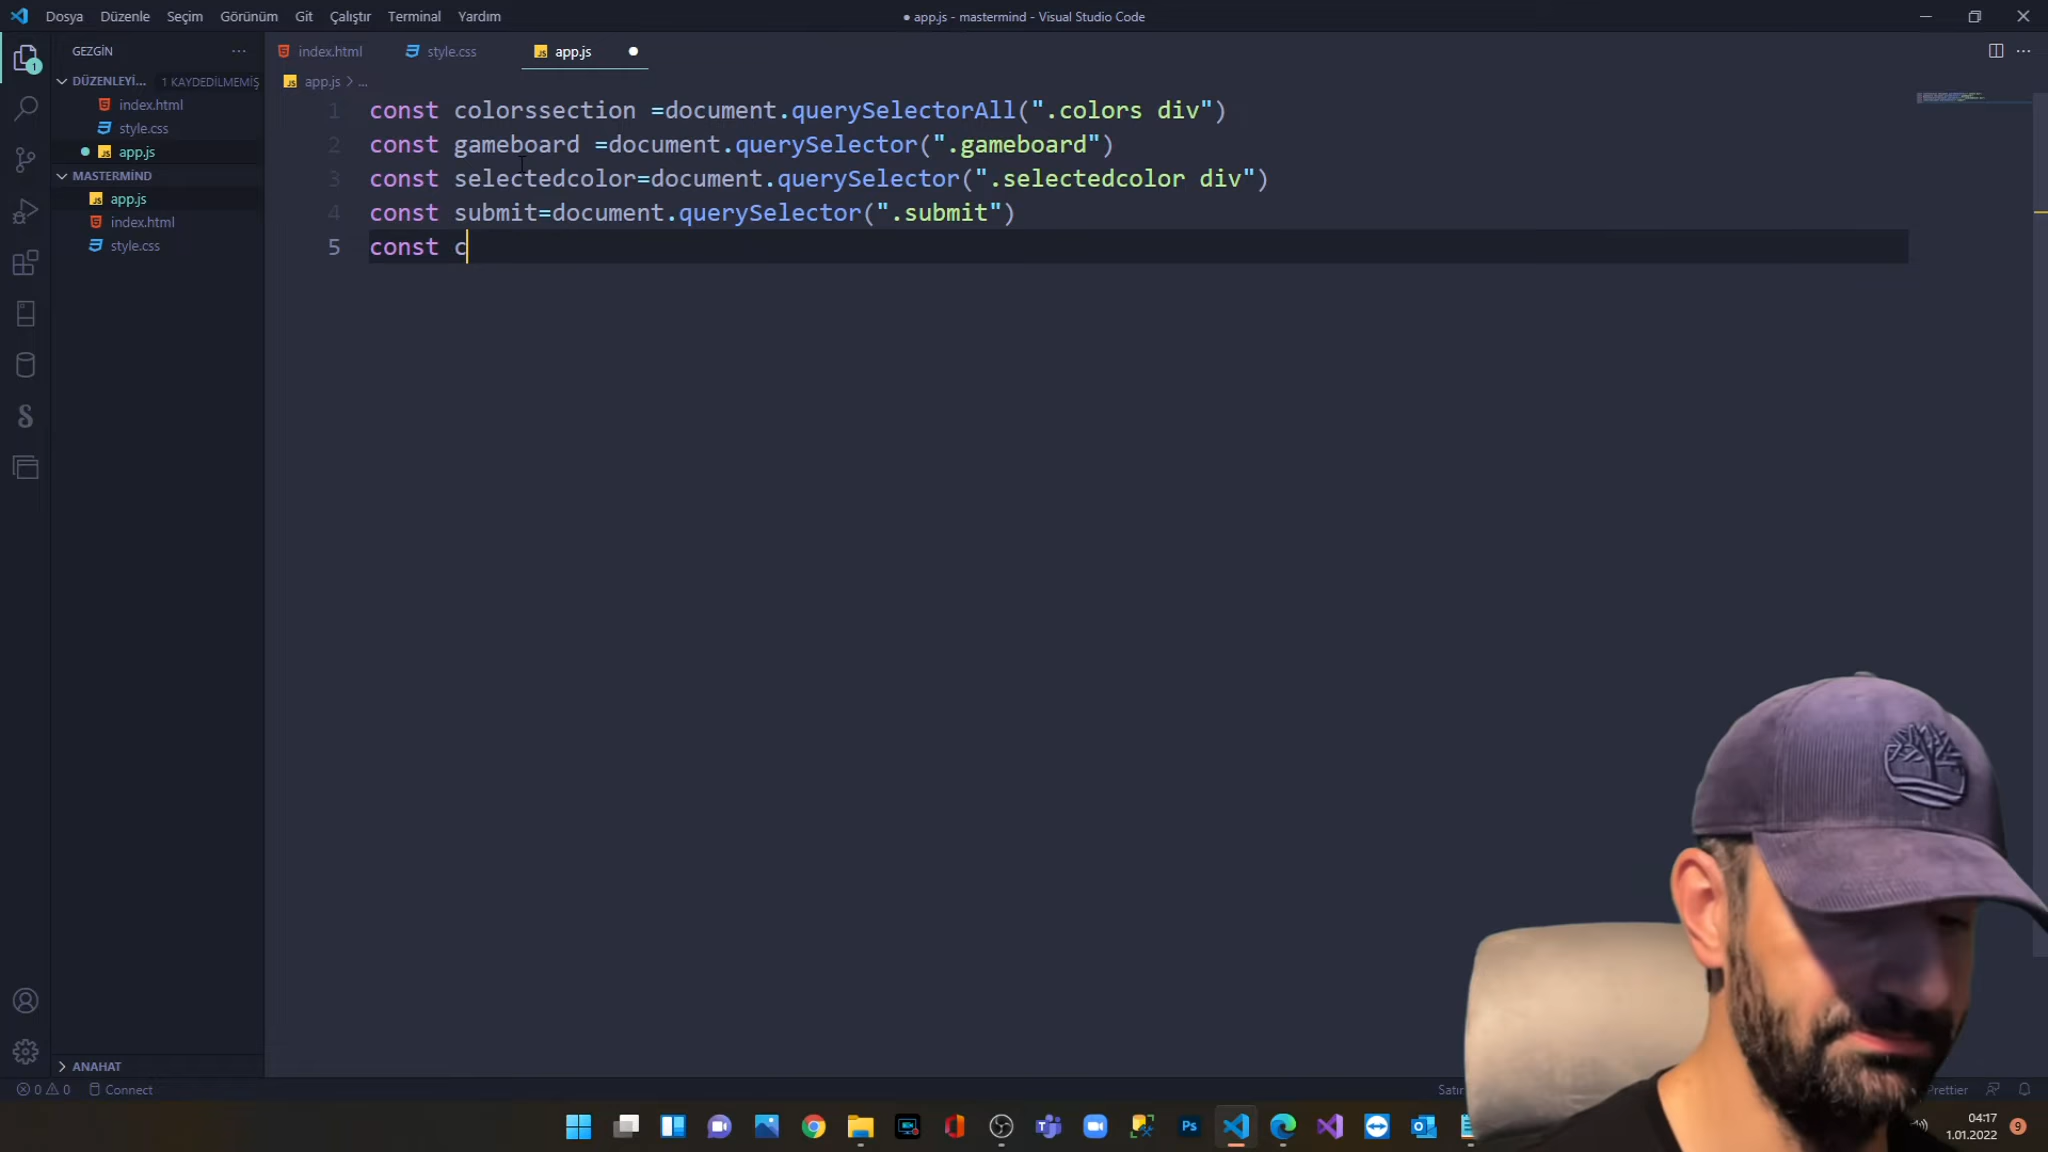 Dosya Düzenle Seçim Görünüm Git Çalıştır Terminal Yardım
● app.js - mastermind - Visual Studio Code
GEZGİN ...
index.html
style.css
app.js
DÜZENLEYİ... 1 KAYDEDİLMEMİŞ
index.html
style.css
app.js
MASTERMİND
app.js
index.html
style.css
app.js > ...
1 const colorssection =document.querySelectorAll(".colors div")
2 const gameboard =document.querySelector(".gameboard")
3 const selectedcolor=document.querySelector(".selectedcolor div")
4 const submit=document.querySelector(".submit")
5 const c
1
ANAHAT
0 0 Connect
Satır
Prettier
Ps
04:17
1.01.2022
9